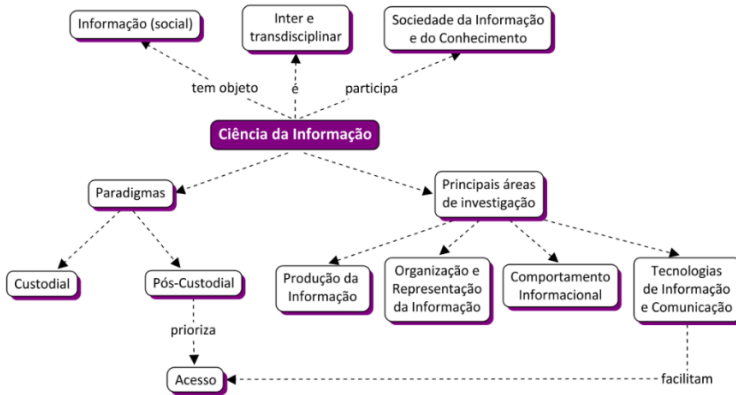 Informação (social)
Inter e
transdisciplinar
Sociedade da Informação
e do Conhecimento
tem objeto
é
participa
Ciência da Informação
Paradigmas
Principais áreas
de investigação
Custodial
Pós-Custodial
Produção da
Informação
Organização e
Representação
da Informação
Comportamento
Informacional
Tecnologias
de Informação
e Comunicação
prioriza
Acesso
facilitam